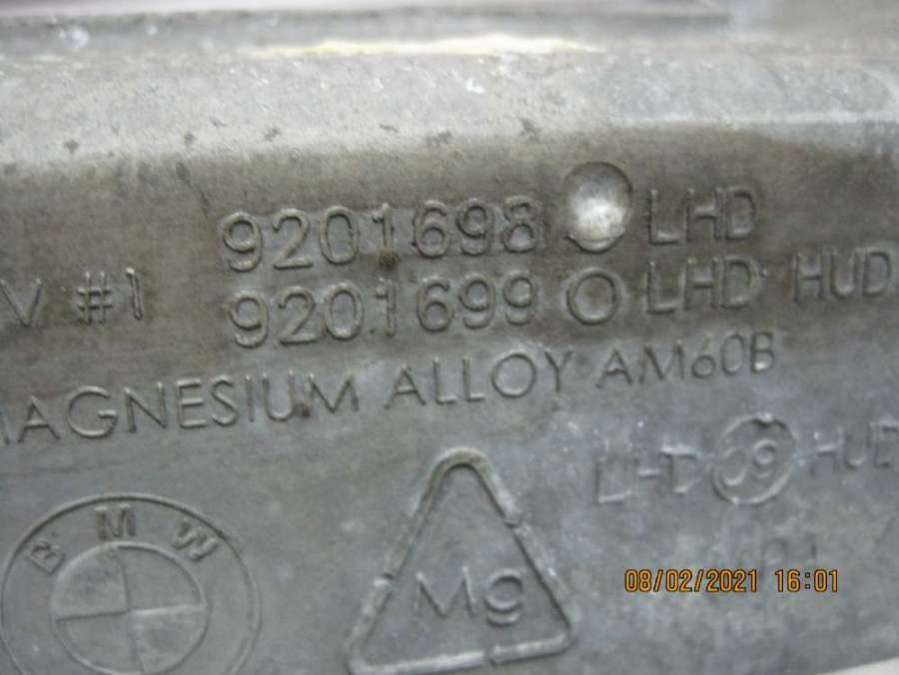 9201698 LHD
V #1 9201699 O LHD HUD
MAGNESIUM ALLOY AM60B
LHD 09 HUD
BMW
Mg
08/02/2021 16:01